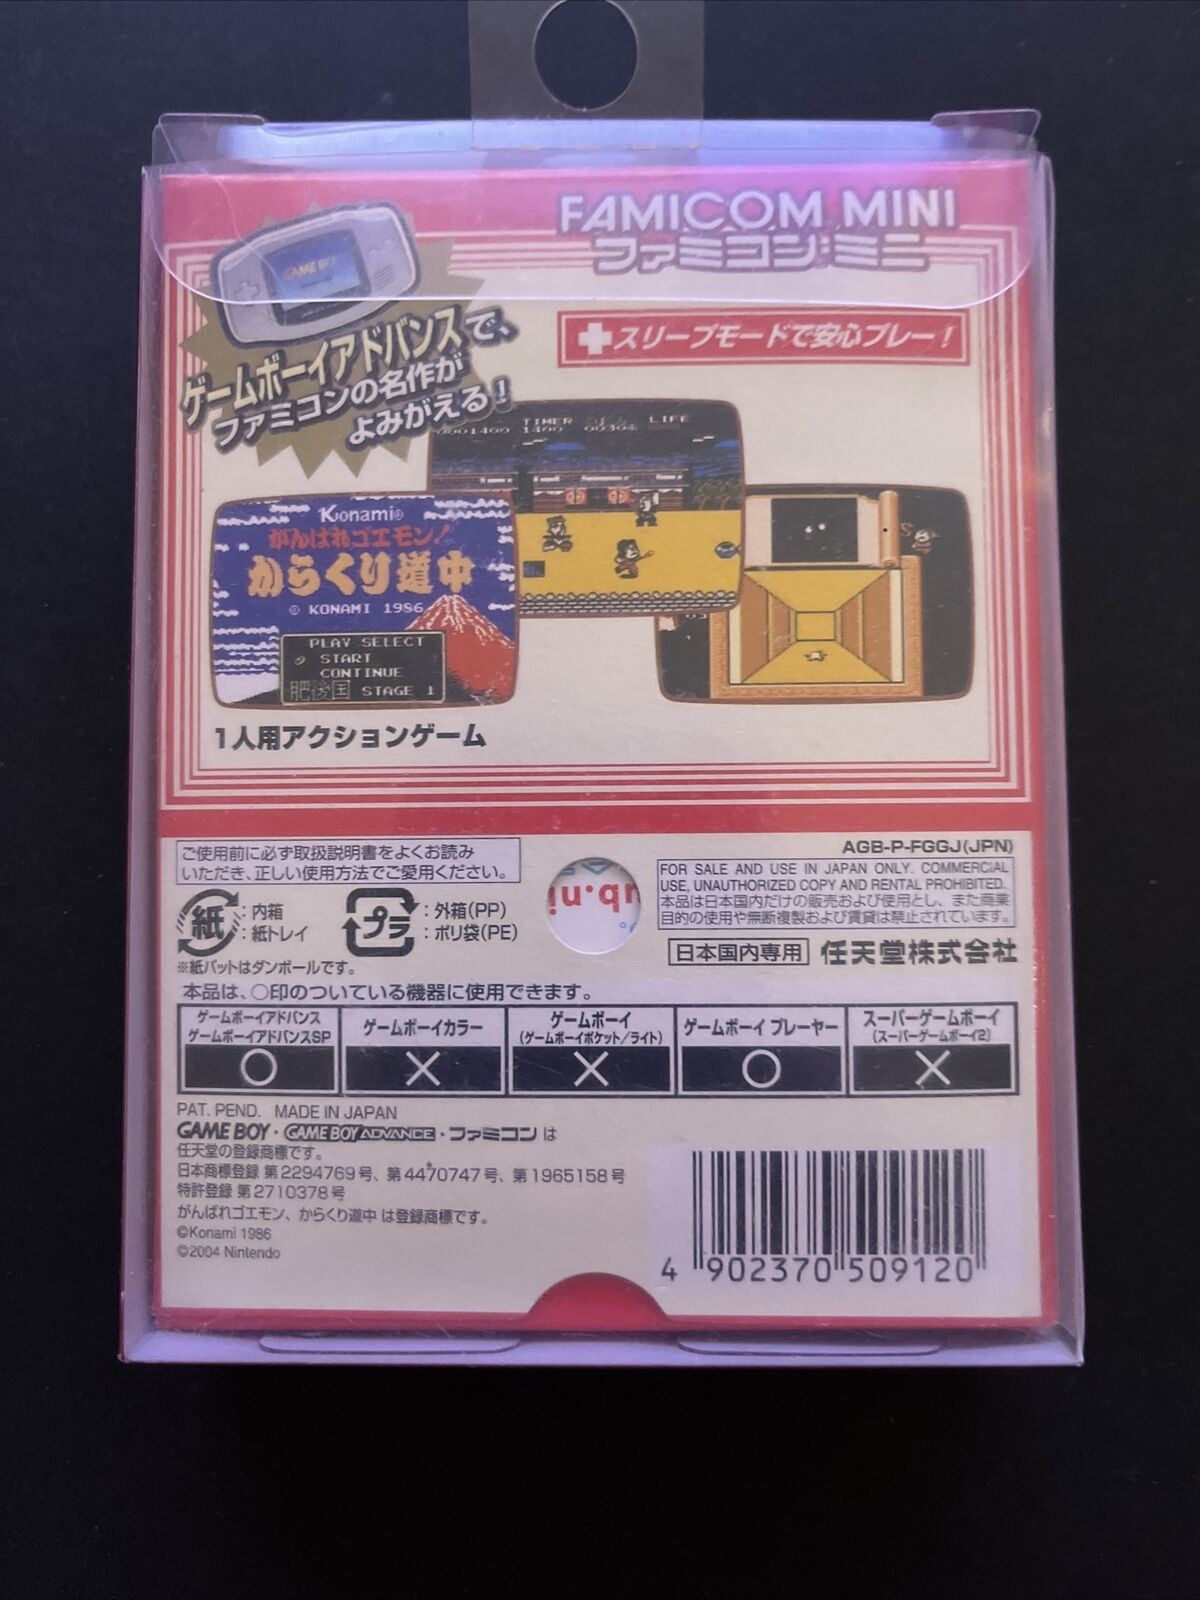 FAMICOM MINI
ファミコンミニ
GAME BOY
ゲームボーイアドバンスで、
ファミコンの名作が
よみがえる!
スリープモードで安心プレー!
TIMER LIFE
1400
Konami®
がんばれゴエモン!
からくり道中
© KONAMI 1986
PLAY SELECT
START
CONTINUE
肥後国 STAGE 1
1人用アクションゲーム
ご使用前に必ず取扱説明書をよくお読み
いただき、正しい使用方法でご愛用ください。
紙 : 内箱
: 紙トレイ
プラ : 外箱(PP)
: ポリ袋(PE)
※紙パットはダンボールです。
AGB-P-FGGJ(JPN)
FOR SALE AND USE IN JAPAN ONLY. COMMERCIAL
USE, UNAUTHORIZED COPY AND RENTAL PROHIBITED.
本品は日本国内だけの販売および使用とし、また商業
目的の使用や無断複製および賃貸は禁止されています。
日本国内専用 任天堂株式会社
本品は、○印のついている機器に使用できます。
ゲームボーイアドバンス
ゲームボーイアドバンスSP
○
ゲームボーイカラー
×
ゲームボーイ
(ゲームボーイポケット/ライト)
×
ゲームボーイ プレーヤー
○
スーパーゲームボーイ
(スーパーゲームボーイ2)
×
PAT. PEND. MADE IN JAPAN
GAME BOY・GAME BOY ADVANCE・ファミコン は
任天堂の登録商標です。
日本商標登録 第2294769号、第4470747号、第1965158号
特許登録 第2710378号
がんばれゴエモン、からくり道中 は登録商標です。
©Konami 1986
©2004 Nintendo
4 902370 509120